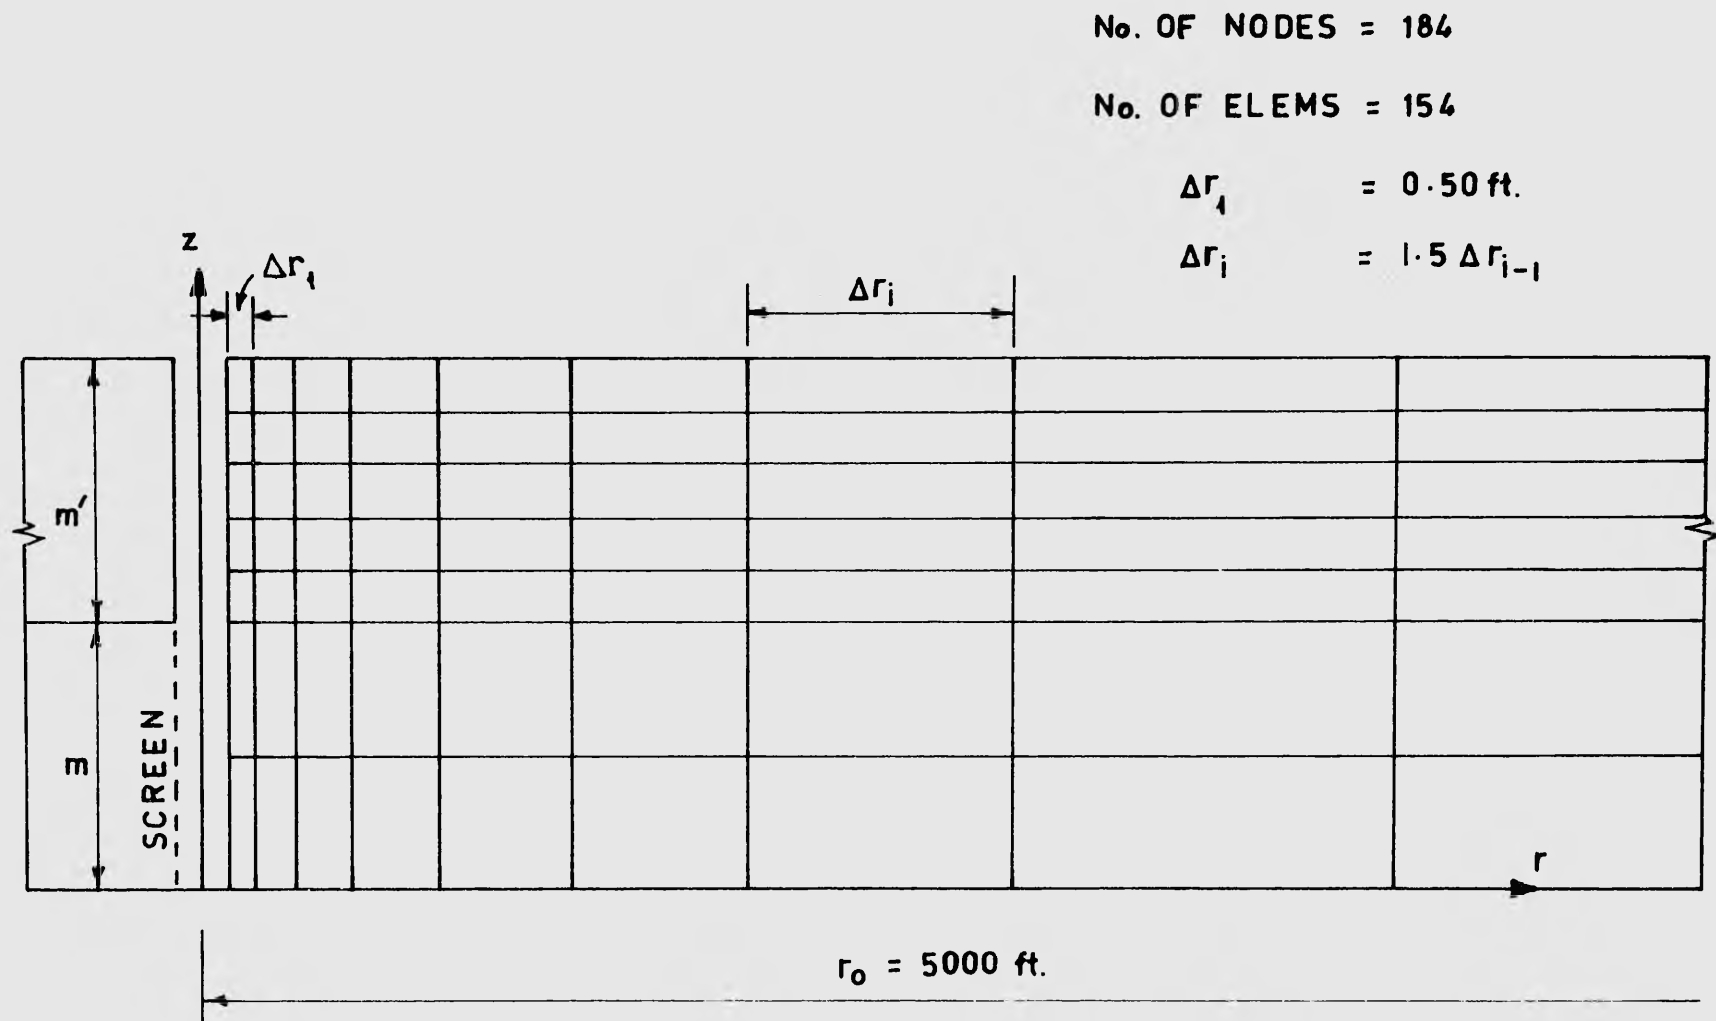 No. OF NODES = 184
No. OF ELEMS = 154
Δr₁ = 0.50 ft.
Δrᵢ = 1.5 Δrᵢ₋₁
z
Δr₁
Δrᵢ
m′
m
SCREEN
r
r₀ = 5000 ft.